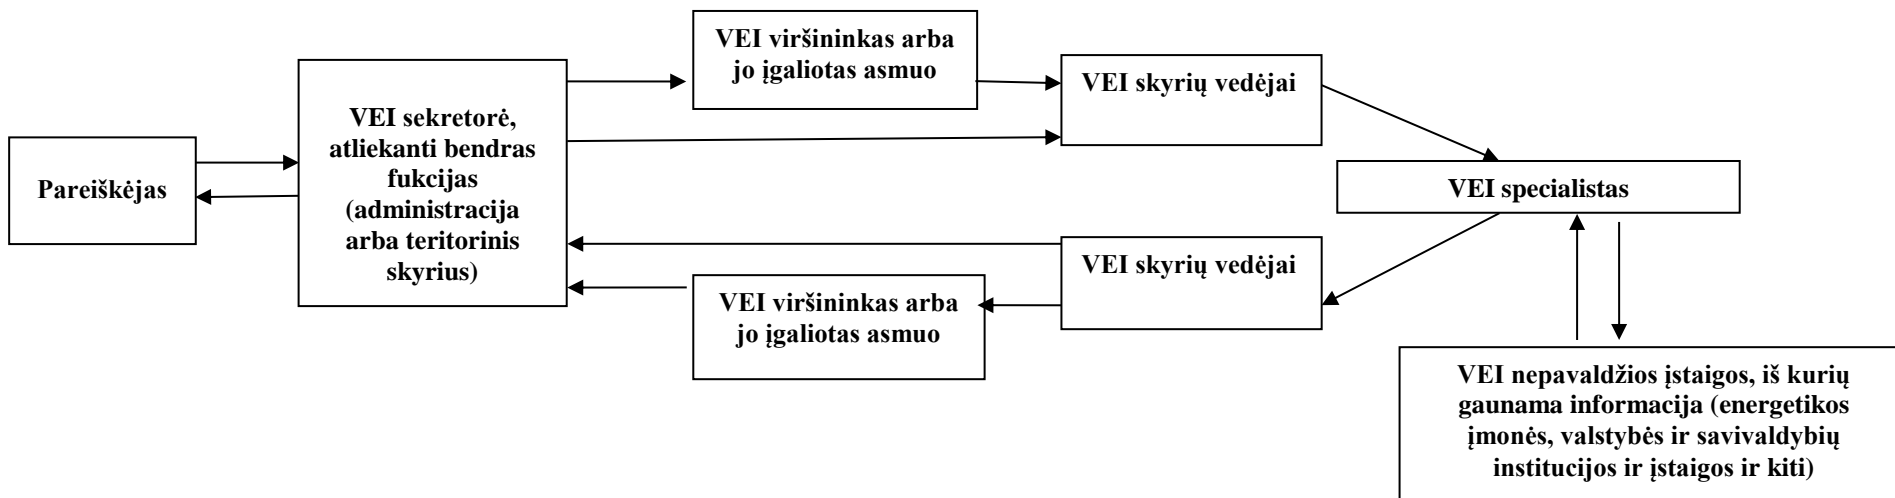 Pareiškėjas
VEI sekretorė,
atliekanti bendras
fukcijas
(administracija
arba teritorinis
skyrius)
VEI viršininkas arba
jo įgaliotas asmuo
VEI skyrių vedėjai
VEI specialistas
VEI skyrių vedėjai
VEI viršininkas arba
jo įgaliotas asmuo
VEI nepavaldžios įstaigos, iš kurių
gaunama informacija (energetikos
įmonės, valstybės ir savivaldybių
institucijos ir įstaigos ir kiti)